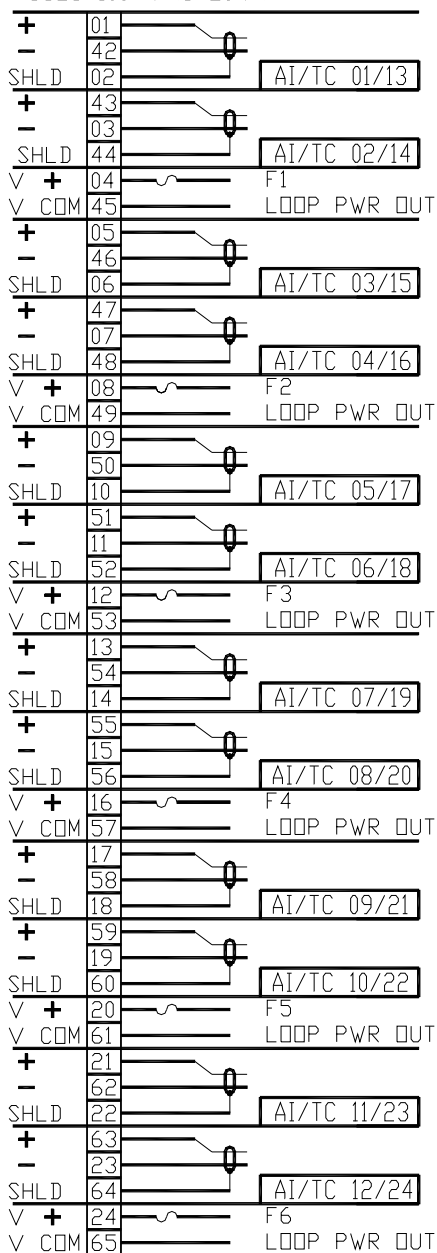 + 01
− 42
SHLD 02 AI/TC 01/13
+ 43
− 03
SHLD 44 AI/TC 02/14
V + 04 F1
V COM 45 LOOP PWR OUT
+ 05
− 46
SHLD 06 AI/TC 03/15
+ 47
− 07
SHLD 48 AI/TC 04/16
V + 08 F2
V COM 49 LOOP PWR OUT
+ 09
− 50
SHLD 10 AI/TC 05/17
+ 51
− 11
SHLD 52 AI/TC 06/18
V + 12 F3
V COM 53 LOOP PWR OUT
+ 13
− 54
SHLD 14 AI/TC 07/19
+ 55
− 15
SHLD 56 AI/TC 08/20
V + 16 F4
V COM 57 LOOP PWR OUT
+ 17
− 58
SHLD 18 AI/TC 09/21
+ 59
− 19
SHLD 60 AI/TC 10/22
V + 20 F5
V COM 61 LOOP PWR OUT
+ 21
− 62
SHLD 22 AI/TC 11/23
+ 63
− 23
SHLD 64 AI/TC 12/24
V + 24 F6
V COM 65 LOOP PWR OUT